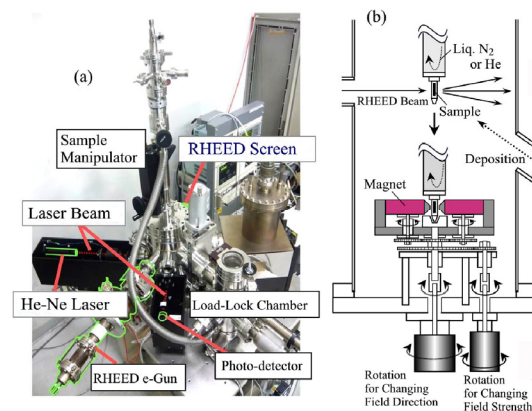 (a)
Sample
Manipulator
RHEED Screen
Laser Beam
He-Ne Laser
Load-Lock Chamber
RHEED e-Gun
Photo-detector
(b)
Liq. N2
or He
RHEED Beam
Sample
Deposition
Magnet
Rotation
for Changing
Field Direction
Rotation
for Changing
Field Strength